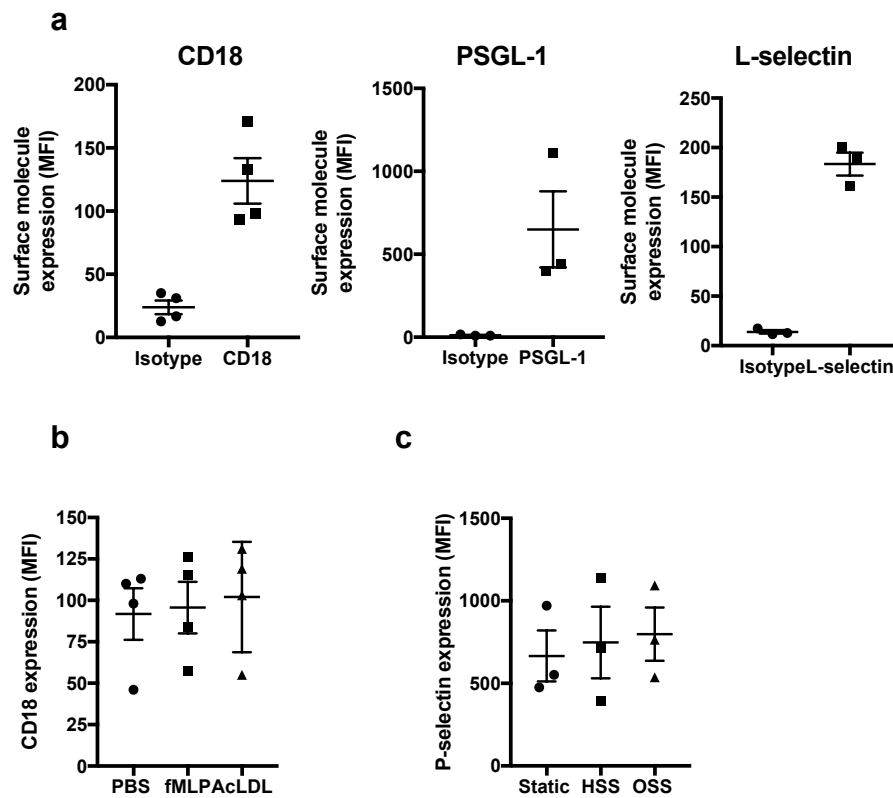 a
CD18
PSGL-1
L-selectin
Surface molecule
expression (MFI)
200
150
100
50
0
Isotype CD18
Surface molecule
expression (MFI)
1500
1000
500
0
Isotype PSGL-1
Surface molecule
expression (MFI)
250
200
150
100
50
0
IsotypeL-selectin
b
CD18 expression (MFI)
150
125
100
75
50
25
0
PBS fMLPAcLDL
c
P-selectin expression (MFI)
1500
1000
500
0
Static HSS OSS